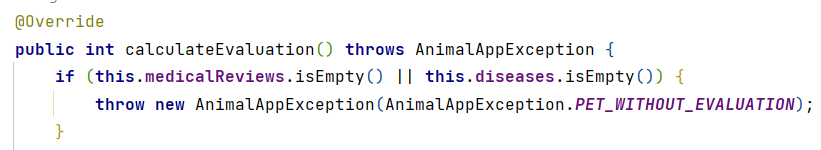 @Override
public int calculateEvaluation() throws AnimalAppException {
    if (this.medicalReviews.isEmpty() || this.diseases.isEmpty()) {
        throw new AnimalAppException(AnimalAppException.PET_WITHOUT_EVALUATION);
    }